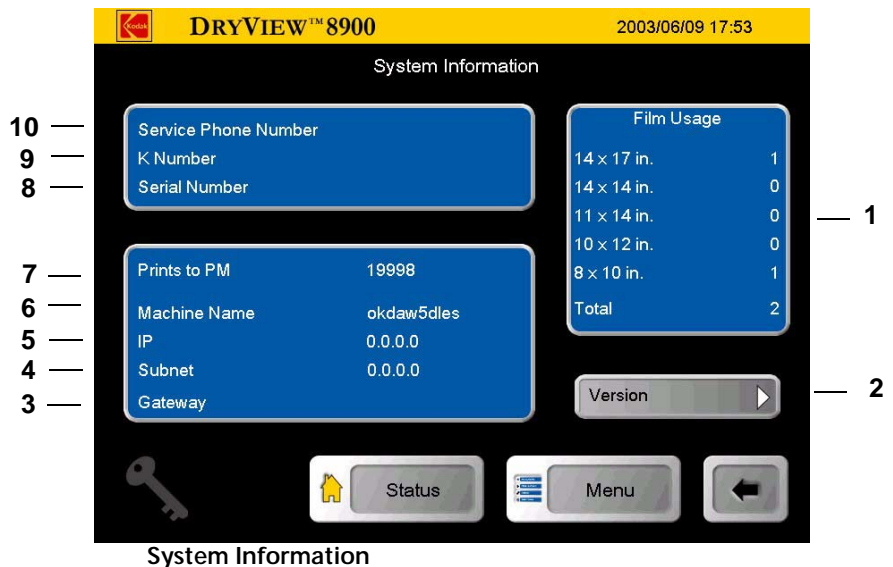 Kodak DRYVIEW™8900 2003/06/09 17:53
System Information
10
9
8
Service Phone Number
K Number
Serial Number
Film Usage
14 x 17 in. 1
14 x 14 in. 0
11 x 14 in. 0
10 x 12 in. 0
8 x 10 in. 1
Total 2
1
7
6
5
4
3
Prints to PM 19998
Machine Name okdaw5dles
IP 0.0.0.0
Subnet 0.0.0.0
Gateway
Version
2
Status
Menu
System Information